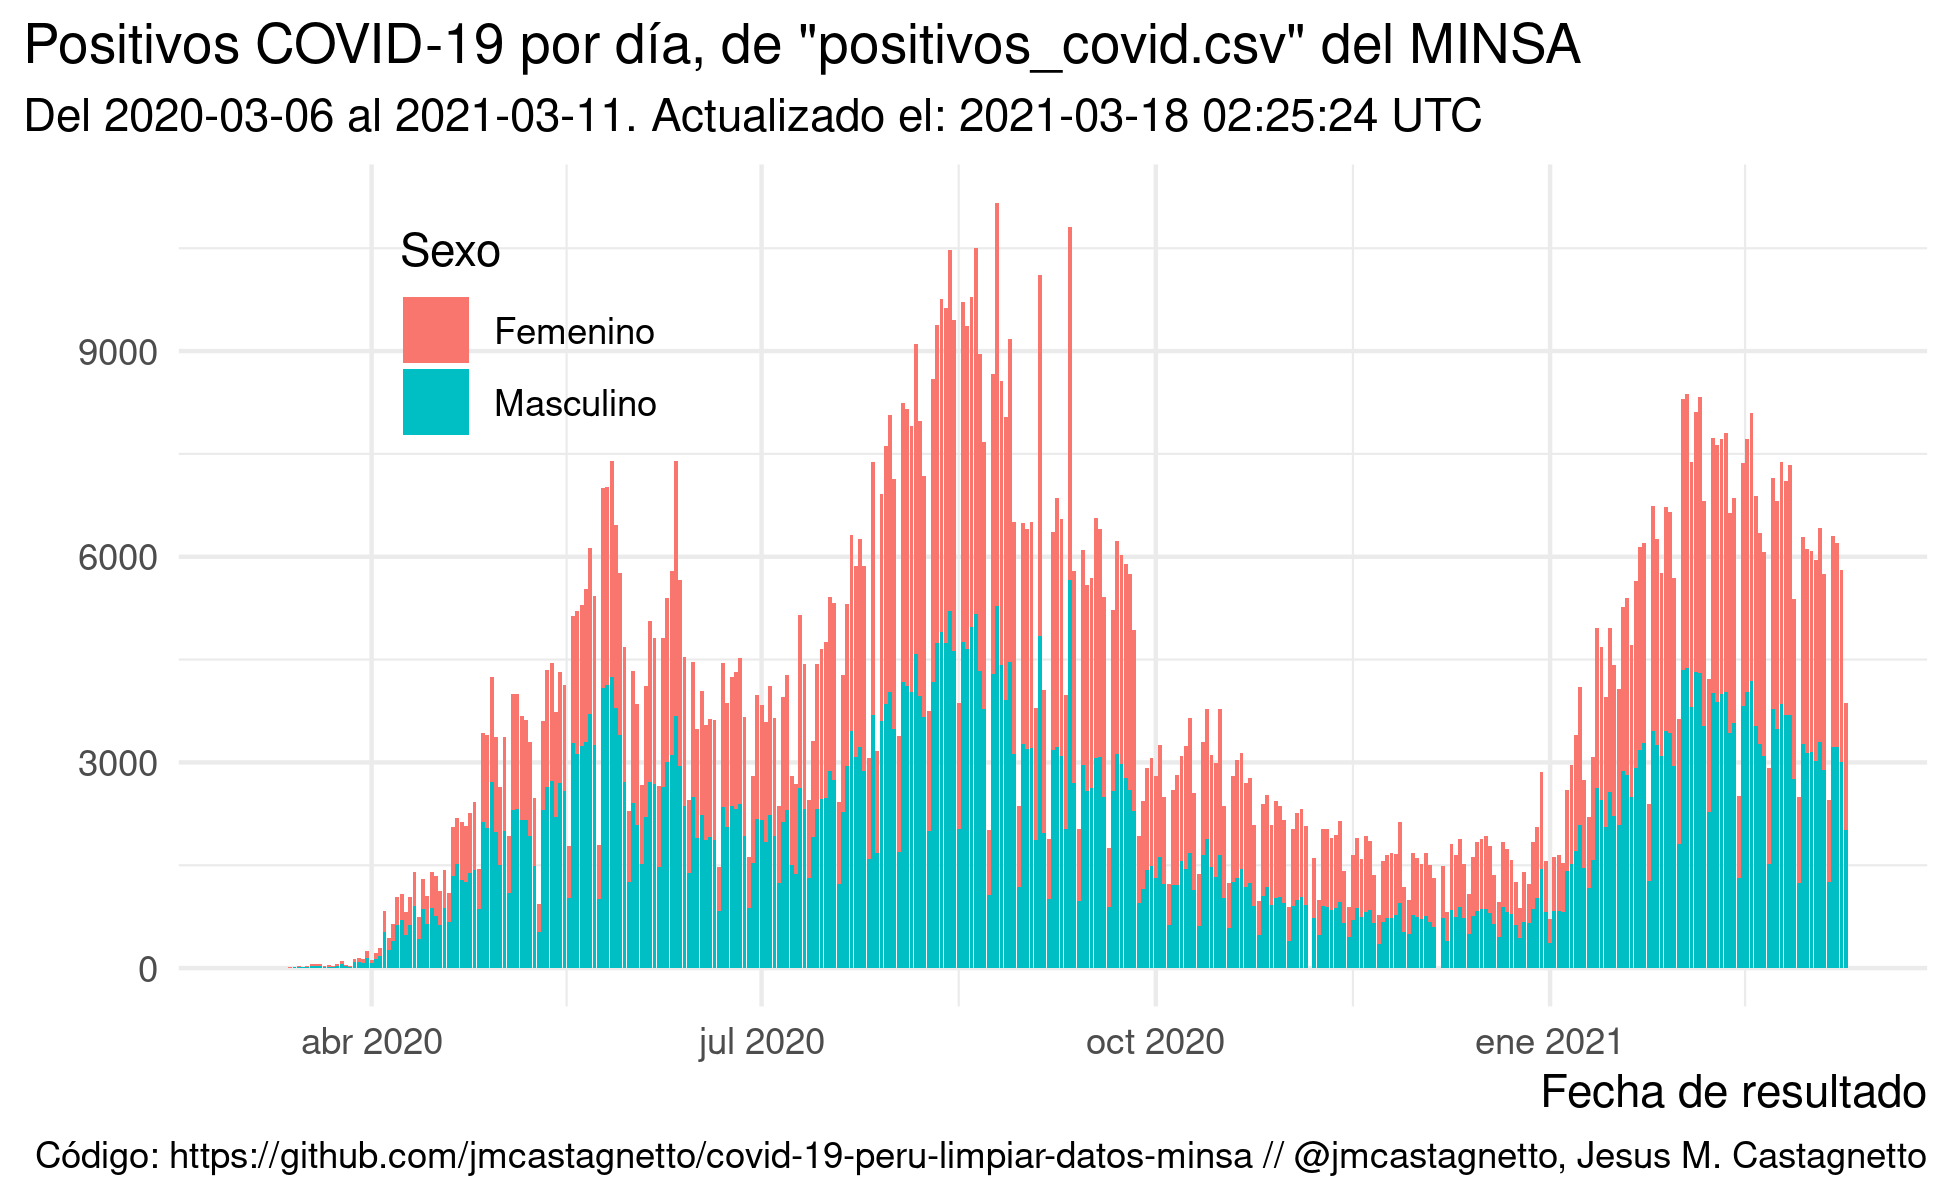 Positivos COVID-19 por día, de "positivos_covid.csv" del MINSA
Del 2020-03-06 al 2021-03-11. Actualizado el: 2021-03-18 02:25:24 UTC
Sexo
Femenino
Masculino
9000
6000
3000
0
abr 2020 jul 2020 oct 2020 ene 2021
Fecha de resultado
Código: https://github.com/jmcastagnetto/covid-19-peru-limpiar-datos-minsa // @jmcastagnetto, Jesus M. Castagnetto